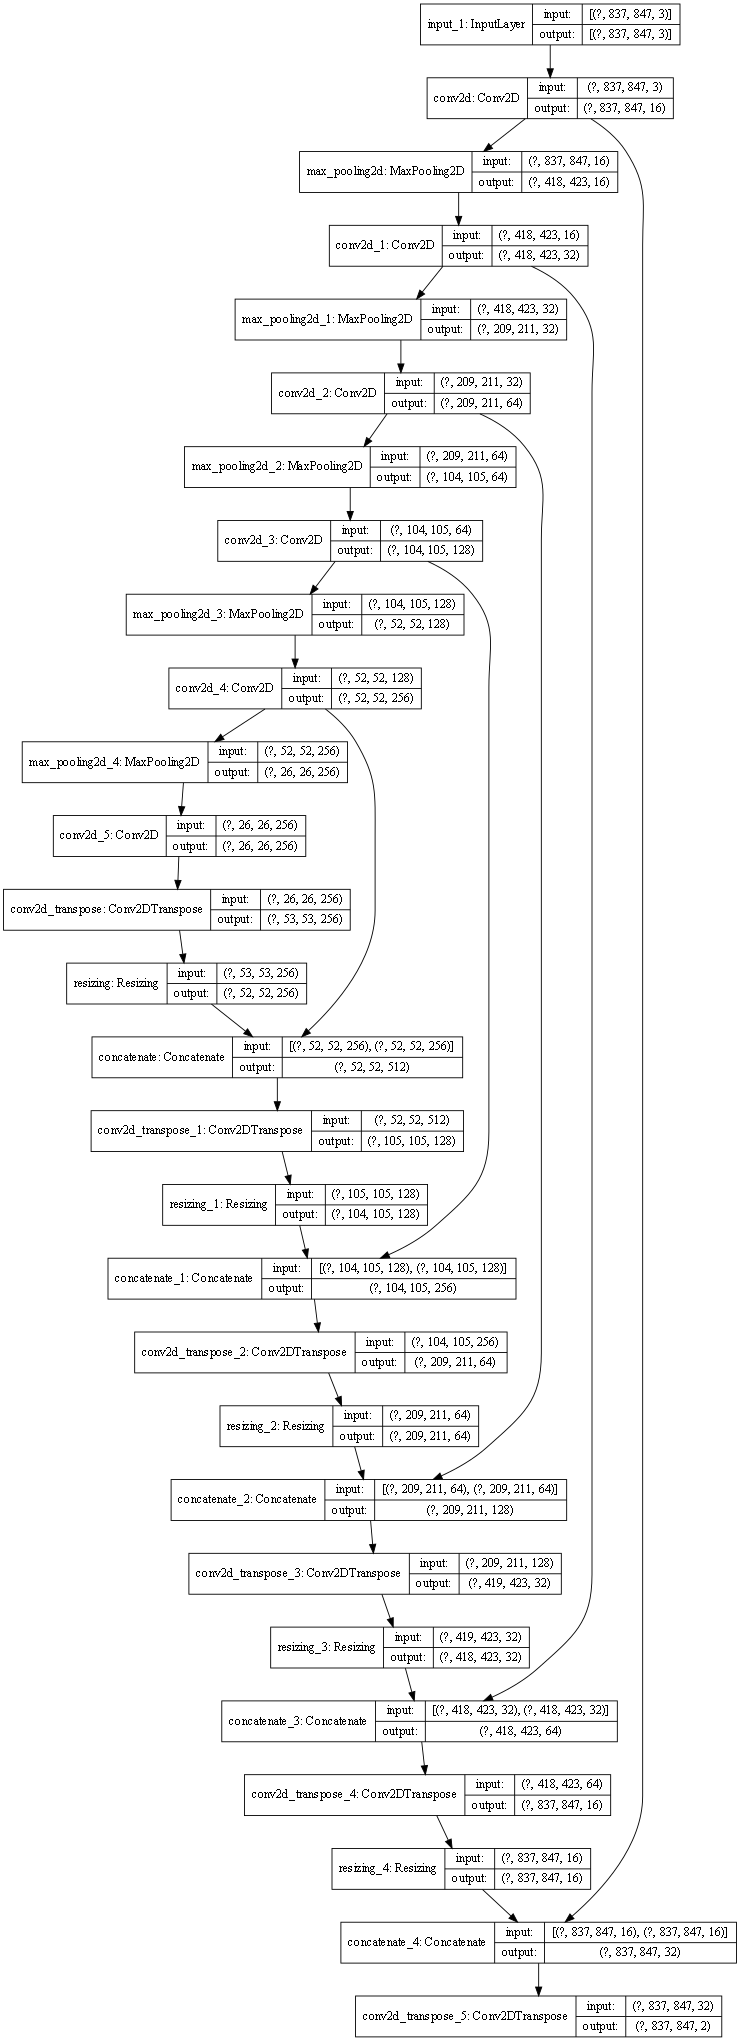 input_1: InputLayer
input: [(?, 837, 847, 3)]
output: [(?, 837, 847, 3)]
conv2d: Conv2D
input: (?, 837, 847, 3)
output: (?, 837, 847, 16)
max_pooling2d: MaxPooling2D
input: (?, 837, 847, 16)
output: (?, 418, 423, 16)
conv2d_1: Conv2D
input: (?, 418, 423, 16)
output: (?, 418, 423, 32)
max_pooling2d_1: MaxPooling2D
input: (?, 418, 423, 32)
output: (?, 209, 211, 32)
conv2d_2: Conv2D
input: (?, 209, 211, 32)
output: (?, 209, 211, 64)
max_pooling2d_2: MaxPooling2D
input: (?, 209, 211, 64)
output: (?, 104, 105, 64)
conv2d_3: Conv2D
input: (?, 104, 105, 64)
output: (?, 104, 105, 128)
max_pooling2d_3: MaxPooling2D
input: (?, 104, 105, 128)
output: (?, 52, 52, 128)
conv2d_4: Conv2D
input: (?, 52, 52, 128)
output: (?, 52, 52, 256)
max_pooling2d_4: MaxPooling2D
input: (?, 52, 52, 256)
output: (?, 26, 26, 256)
conv2d_5: Conv2D
input: (?, 26, 26, 256)
output: (?, 26, 26, 256)
conv2d_transpose: Conv2DTranspose
input: (?, 26, 26, 256)
output: (?, 53, 53, 256)
resizing: Resizing
input: (?, 53, 53, 256)
output: (?, 52, 52, 256)
concatenate: Concatenate
input: [(?, 52, 52, 256), (?, 52, 52, 256)]
output: (?, 52, 52, 512)
conv2d_transpose_1: Conv2DTranspose
input: (?, 52, 52, 512)
output: (?, 105, 105, 128)
resizing_1: Resizing
input: (?, 105, 105, 128)
output: (?, 104, 105, 128)
concatenate_1: Concatenate
input: [(?, 104, 105, 128), (?, 104, 105, 128)]
output: (?, 104, 105, 256)
conv2d_transpose_2: Conv2DTranspose
input: (?, 104, 105, 256)
output: (?, 209, 211, 64)
resizing_2: Resizing
input: (?, 209, 211, 64)
output: (?, 209, 211, 64)
concatenate_2: Concatenate
input: [(?, 209, 211, 64), (?, 209, 211, 64)]
output: (?, 209, 211, 128)
conv2d_transpose_3: Conv2DTranspose
input: (?, 209, 211, 128)
output: (?, 419, 423, 32)
resizing_3: Resizing
input: (?, 419, 423, 32)
output: (?, 418, 423, 32)
concatenate_3: Concatenate
input: [(?, 418, 423, 32), (?, 418, 423, 32)]
output: (?, 418, 423, 64)
conv2d_transpose_4: Conv2DTranspose
input: (?, 418, 423, 64)
output: (?, 837, 847, 16)
resizing_4: Resizing
input: (?, 837, 847, 16)
output: (?, 837, 847, 16)
concatenate_4: Concatenate
input: [(?, 837, 847, 16), (?, 837, 847, 16)]
output: (?, 837, 847, 32)
conv2d_transpose_5: Conv2DTranspose
input: (?, 837, 847, 32)
output: (?, 837, 847, 2)